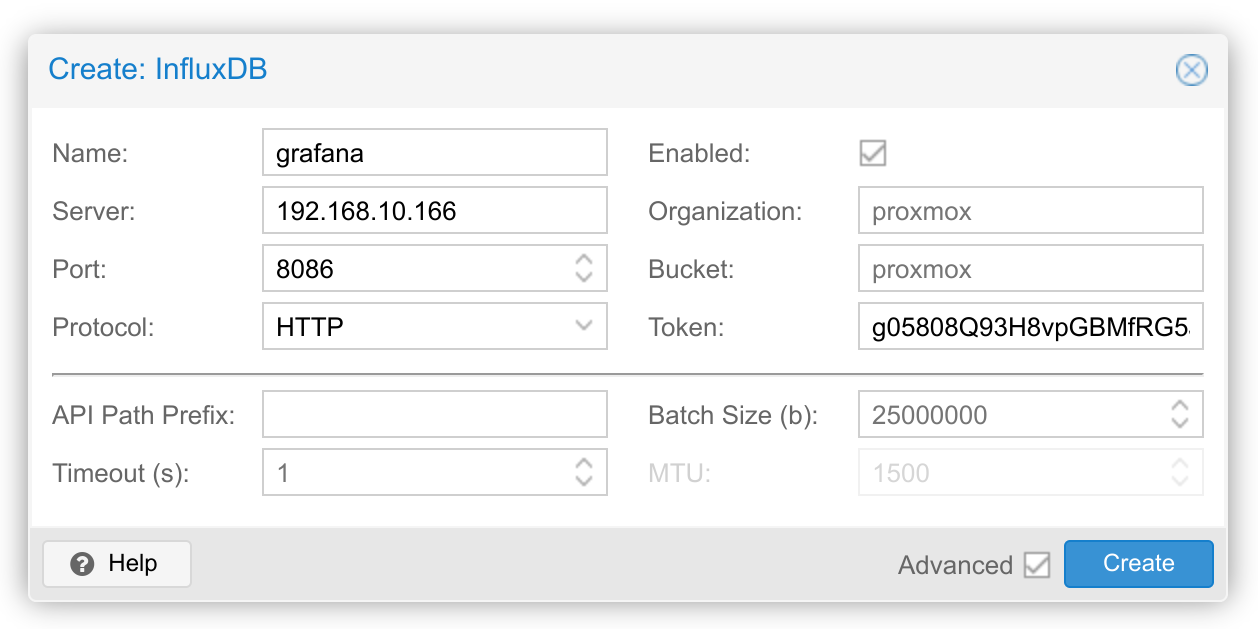 Create: InfluxDB
Name: grafana Enabled:
Server: 192.168.10.166 Organization: proxmox
Port: 8086 Bucket: proxmox
Protocol: HTTP Token: g05808Q93H8vpGBMfRG5
API Path Prefix: Batch Size (b): 25000000
Timeout (s): 1 MTU: 1500
Help Advanced Create